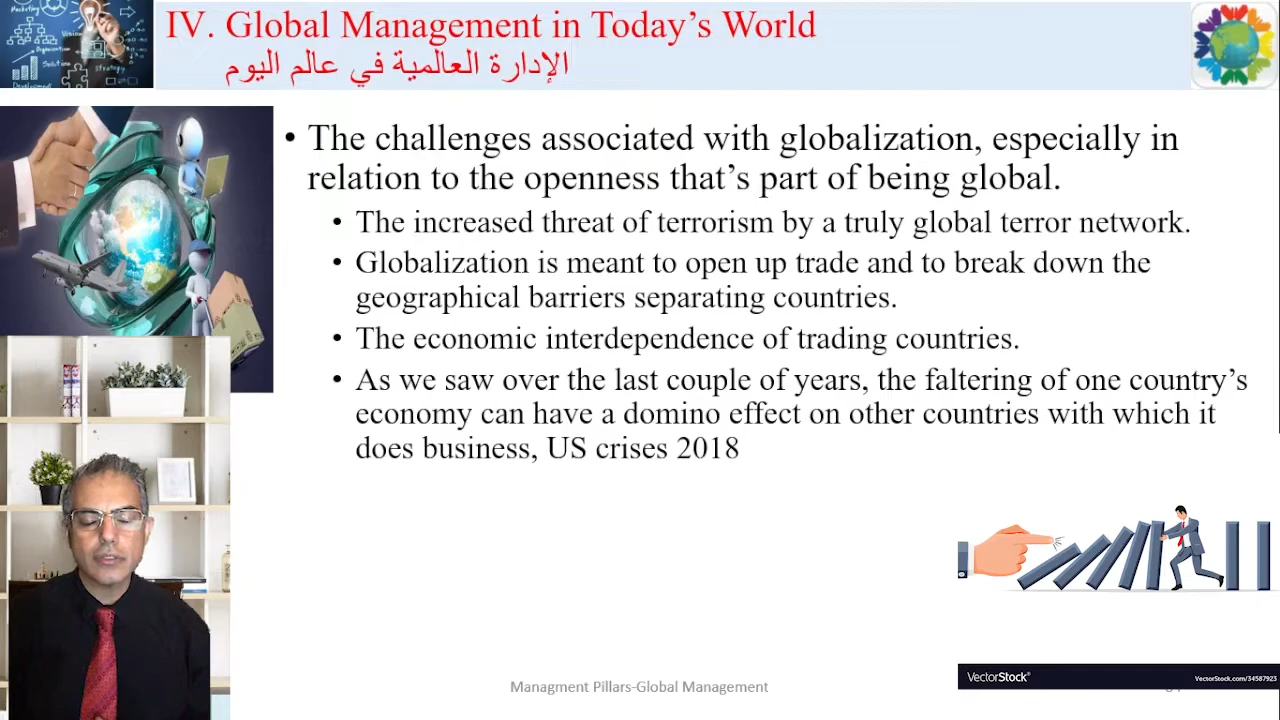 IV. Global Management in Today's World
الإدارة العالمية في عالم اليوم
• The challenges associated with globalization, especially in
relation to the openness that's part of being global.
• The increased threat of terrorism by a truly global terror network.
• Globalization is meant to open up trade and to break down the
geographical barriers separating countries.
• The economic interdependence of trading countries.
• As we saw over the last couple of years, the faltering of one country's
economy can have a domino effect on other countries with which it
does business, US crises 2018
Managment Pillars-Global Management
VectorStock®
VectorStock.com/34587923